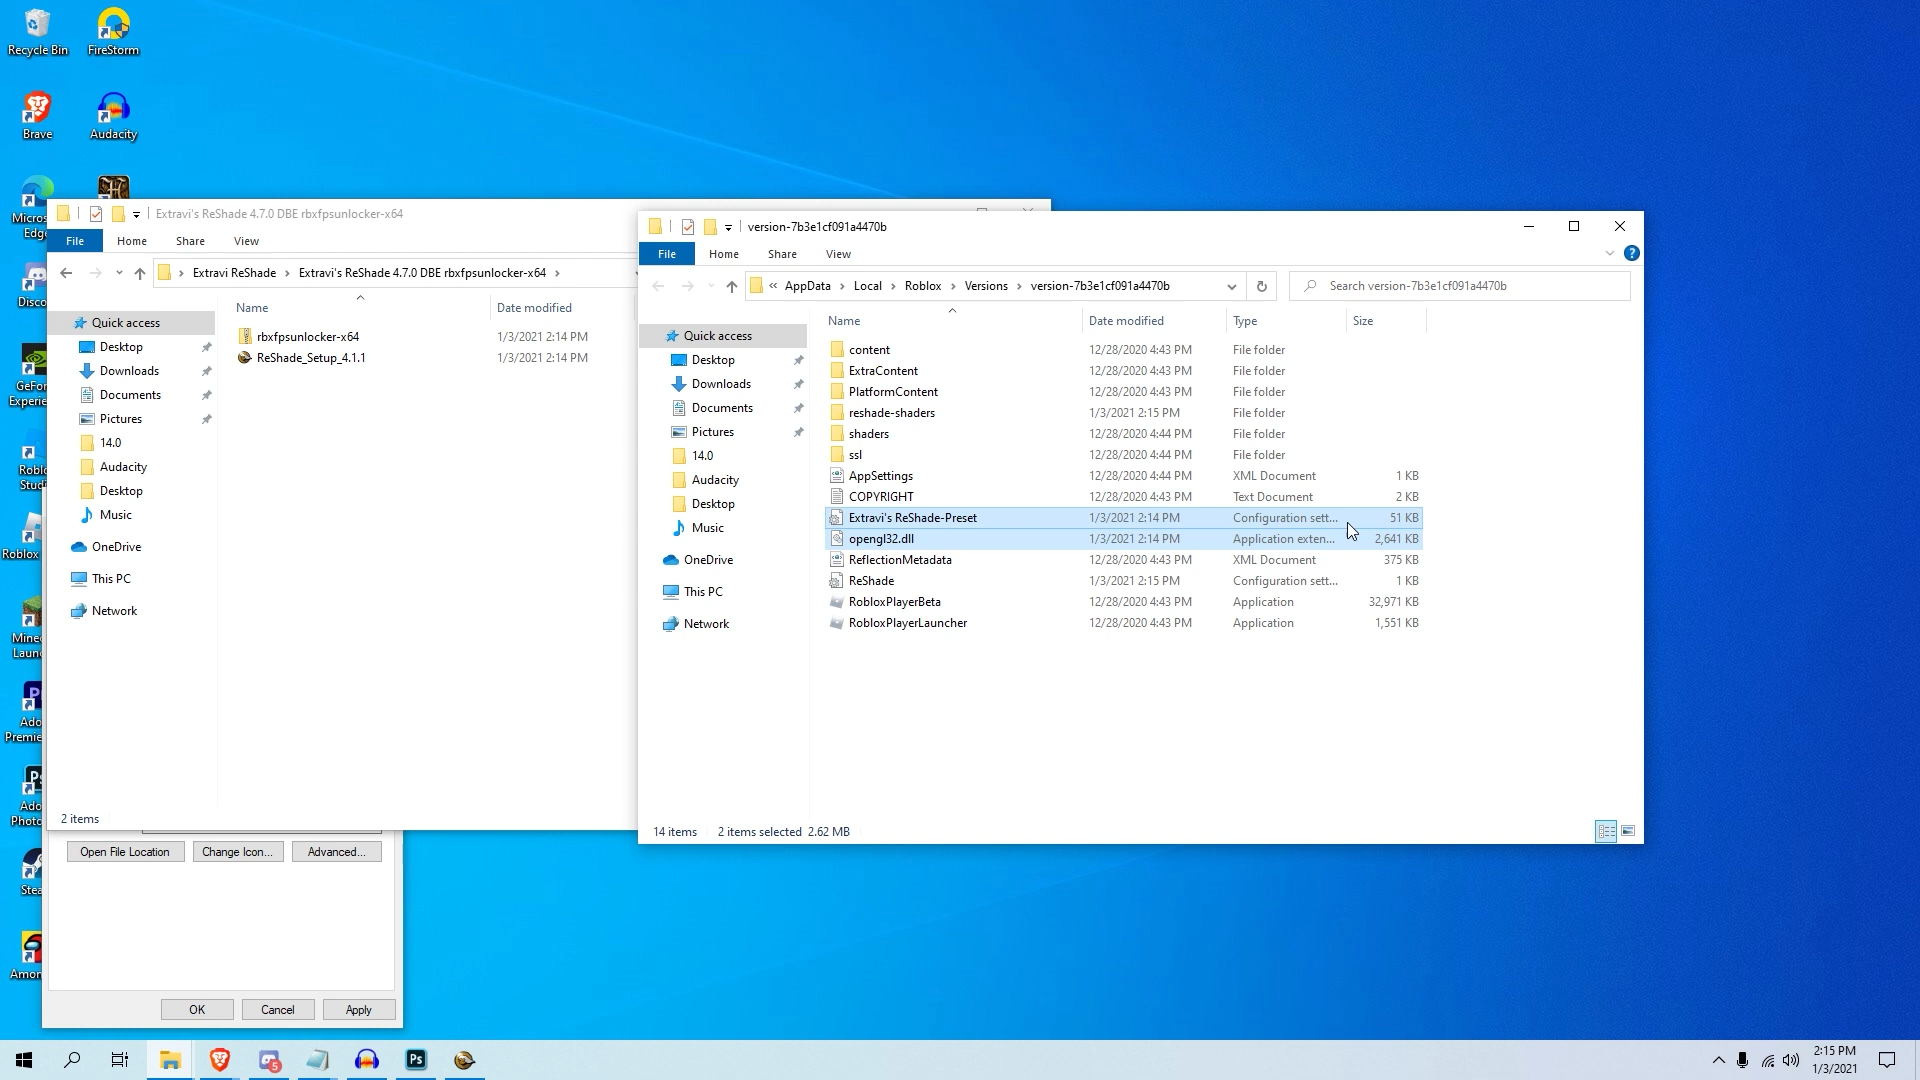 Recycle Bin
FireStorm
Brave
Audacity
Micros
Edge
Disco
GeFor
Experie
Roblo
Studi
Roblox
Mine
Laun
Ado
Premie
Ado
Photo
Stea
Amon
Extravi's ReShade 4.7.0 DBE rbxfpsunlocker-x64
File
Home
Share
View
Extravi ReShade
Extravi's ReShade 4.7.0 DBE rbxfpsunlocker-x64
Name
Date modified
Quick access
Desktop
Downloads
Documents
Pictures
14.0
Audacity
Desktop
Music
OneDrive
This PC
Network
rbxfpsunlocker-x64 1/3/2021 2:14 PM
ReShade_Setup_4.1.1 1/3/2021 2:14 PM
2 items
Open File Location
Change Icon...
Advanced...
OK
Cancel
Apply
version-7b3e1cf091a4470b
File
Home
Share
View
« AppData
Local
Roblox
Versions
version-7b3e1cf091a4470b
Search version-7b3e1cf091a4470b
Name
Date modified
Type
Size
Quick access
Desktop
Downloads
Documents
Pictures
14.0
Audacity
Desktop
Music
OneDrive
This PC
Network
content 12/28/2020 4:43 PM File folder
ExtraContent 12/28/2020 4:43 PM File folder
PlatformContent 12/28/2020 4:43 PM File folder
reshade-shaders 1/3/2021 2:15 PM File folder
shaders 12/28/2020 4:44 PM File folder
ssl 12/28/2020 4:44 PM File folder
AppSettings 12/28/2020 4:44 PM XML Document 1 KB
COPYRIGHT 12/28/2020 4:43 PM Text Document 2 KB
Extravi's ReShade-Preset 1/3/2021 2:14 PM Configuration sett... 51 KB
opengl32.dll 1/3/2021 2:14 PM Application exten... 2,641 KB
ReflectionMetadata 12/28/2020 4:43 PM XML Document 375 KB
ReShade 1/3/2021 2:15 PM Configuration sett... 1 KB
RobloxPlayerBeta 12/28/2020 4:43 PM Application 32,971 KB
RobloxPlayerLauncher 12/28/2020 4:43 PM Application 1,551 KB
14 items 2 items selected 2.62 MB
5
Ps
2:15 PM
1/3/2021